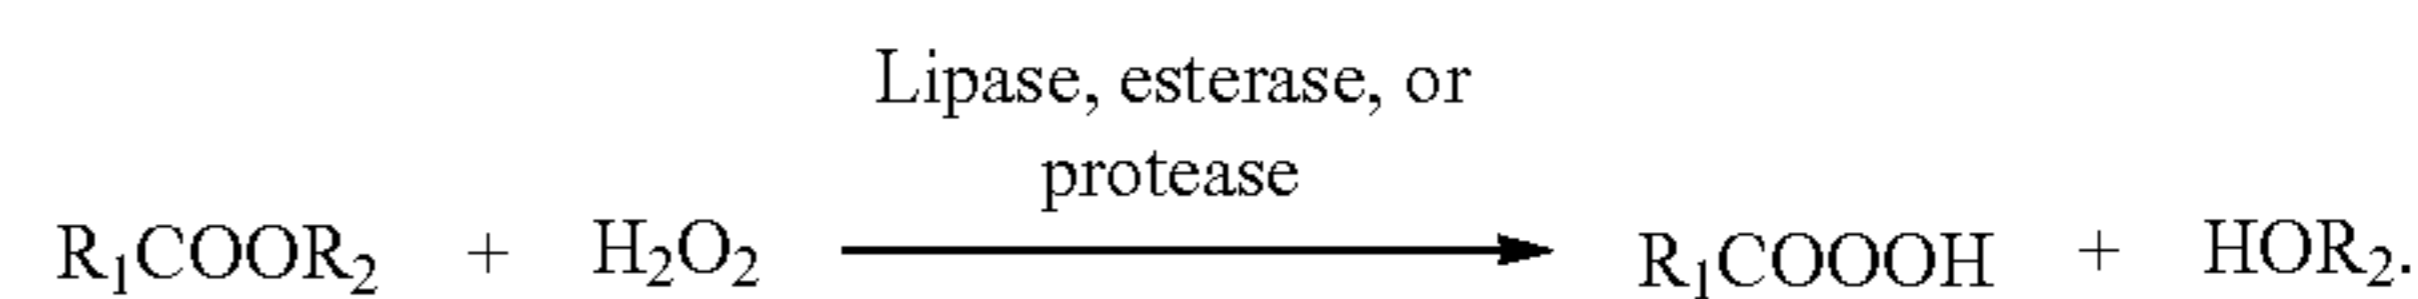 Lipase, esterase, or
protease
R₁COOR₂ + H₂O₂ R₁COOOH + HOR₂.